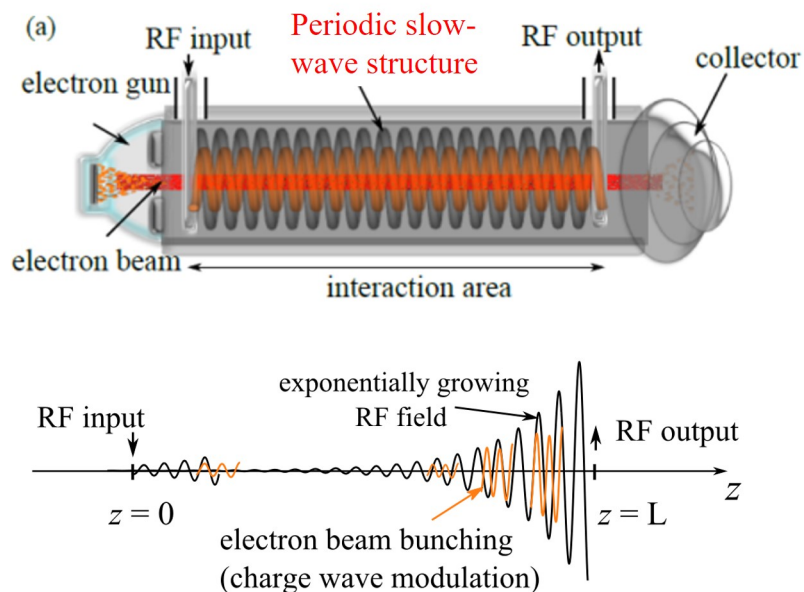 (a)
RF input
Periodic slow-
wave structure
RF output
collector
electron gun
electron beam
interaction area
exponentially growing
RF field
RF input
RF output
z = 0
z = L
z
electron beam bunching
(charge wave modulation)